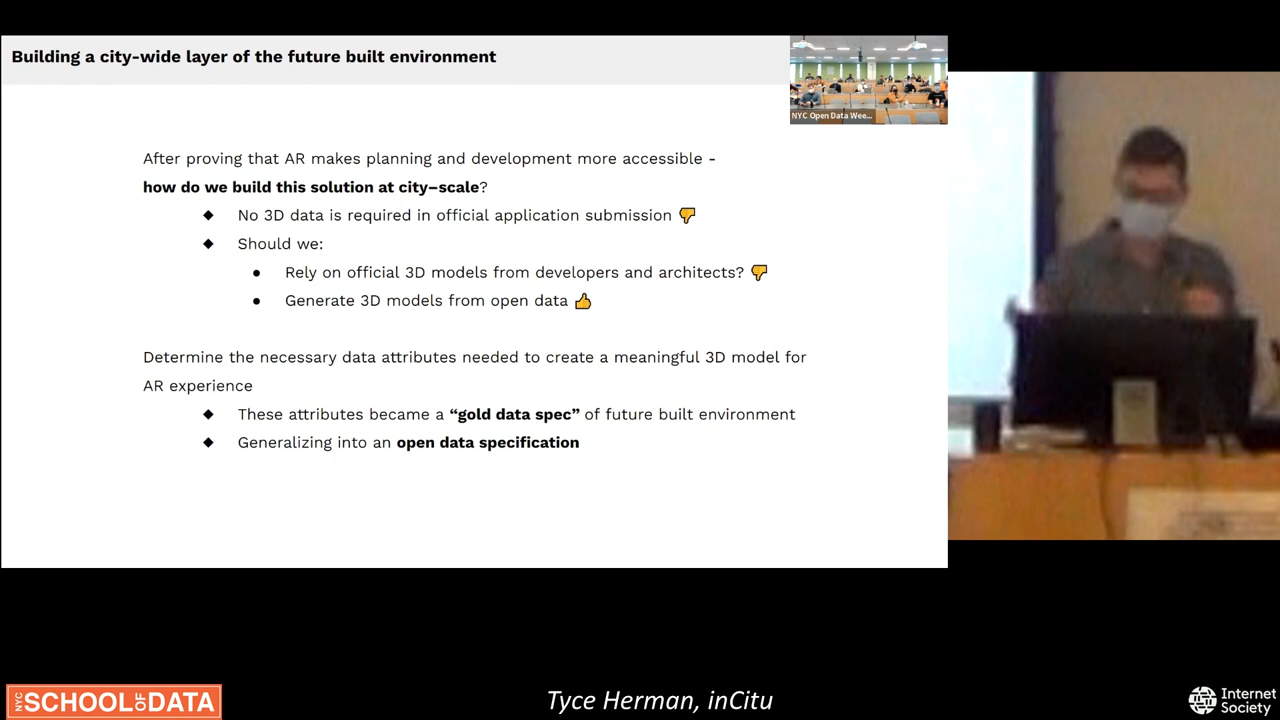 Building a city-wide layer of the future built environment
NYC Open Data Wee...
After proving that AR makes planning and development more accessible -
how do we build this solution at city–scale?
No 3D data is required in official application submission 👎
Should we:
Rely on official 3D models from developers and architects? 👎
Generate 3D models from open data 👍
Determine the necessary data attributes needed to create a meaningful 3D model for
AR experience
These attributes became a “gold data spec” of future built environment
Generalizing into an open data specification
NYC SCHOOL OF DATA
Tyce Herman, inCitu
Internet
Society